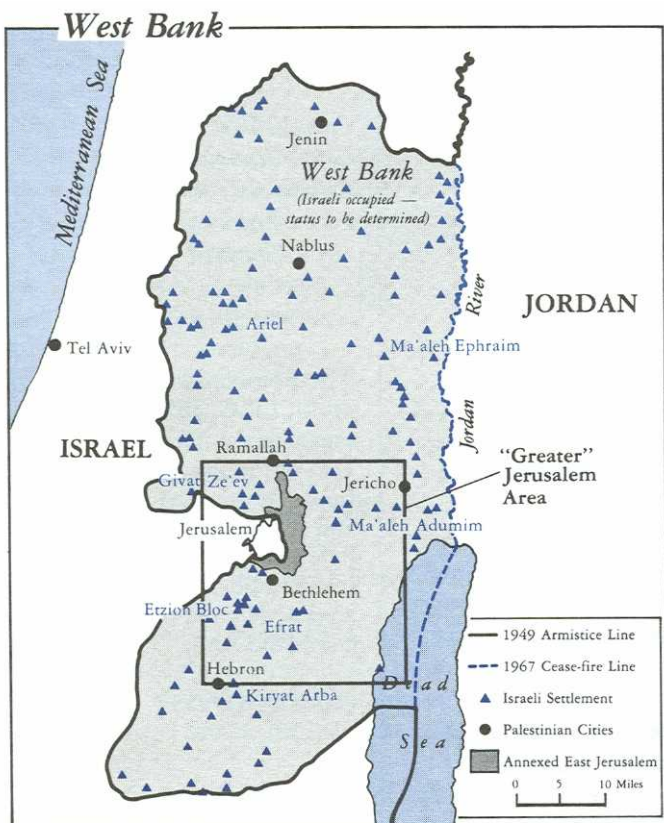 West Bank
Mediterranean Sea
Jenin
West Bank
(Israeli occupied —
status to be determined)
Nablus
River
JORDAN
Ariel
Tel Aviv
Ma'aleh Ephraim
Jordan
ISRAEL
Ramallah
"Greater"
Jerusalem
Area
Givat Ze'ev
Jericho
Jerusalem
Ma'aleh Adumim
Bethlehem
Etzion Bloc
Efrat
Hebron
Kiryat Arba
Dead
Sea
1949 Armistice Line
1967 Cease-fire Line
Israeli Settlement
Palestinian Cities
Annexed East Jerusalem
0 5 10 Miles